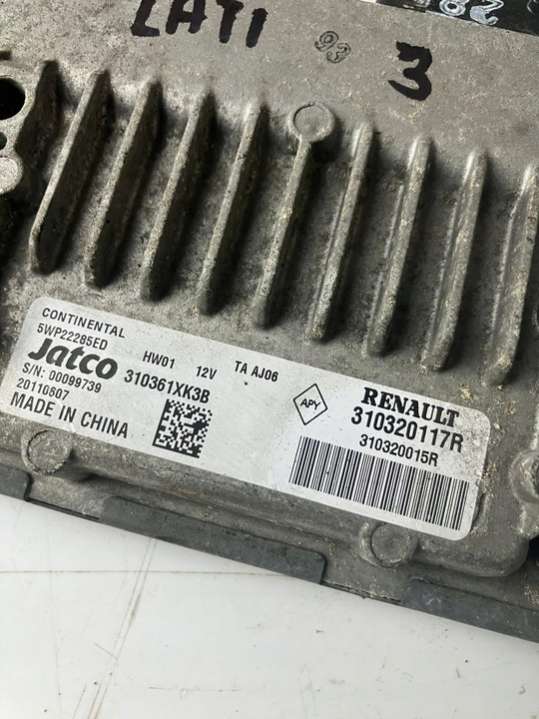 LATI 3
93
CONTINENTAL
5WP22285ED
Jatco
HW01 12V TA AJ06
310361XK3B
S/N: 00099739
20110807
MADE IN CHINA
APY
RENAULT
310320117R
310320015R